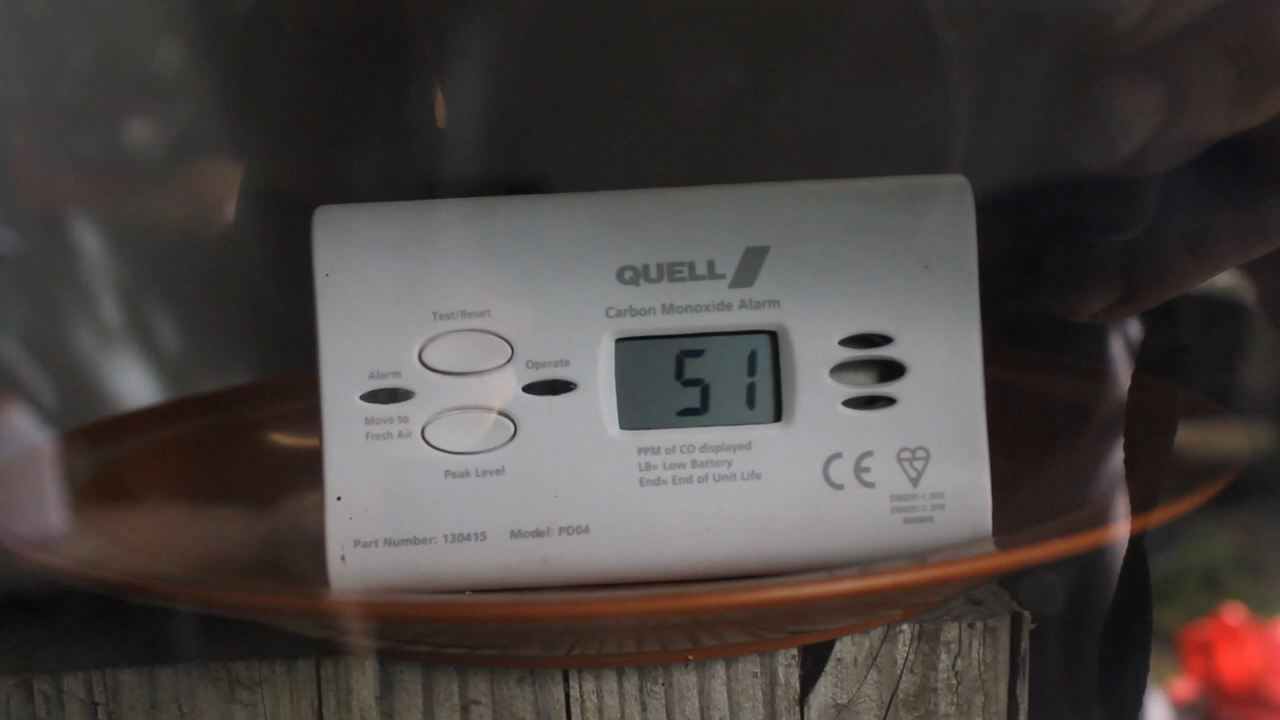 QUELL
Carbon Monoxide Alarm
Test/Reset
Operate
Alarm
51
Move to
Fresh Air
Peak Level
PPM of CO displayed
LB= Low Battery
End= End of Unit Life
CE
Part Number: 130415 Model: PD04